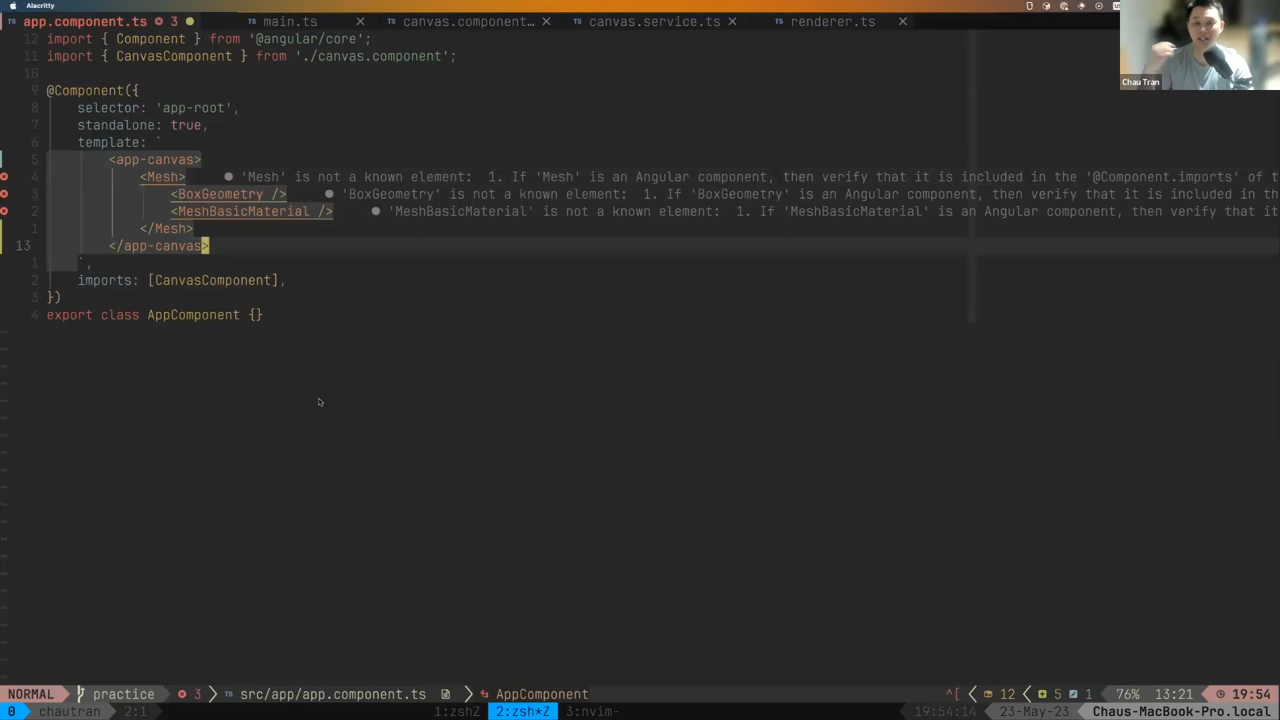 Alacritty
app.component.ts 3 main.ts canvas.component... canvas.service.ts renderer.ts
12 import { Component } from '@angular/core';
11 import { CanvasComponent } from './canvas.component';
10
9 @Component({
8 selector: 'app-root',
7 standalone: true,
6 template: `
5 <app-canvas>
4 <Mesh> ● 'Mesh' is not a known element: 1. If 'Mesh' is an Angular component, then verify that it is included in the '@Component.imports' of t
3 <BoxGeometry /> ● 'BoxGeometry' is not a known element: 1. If 'BoxGeometry' is an Angular component, then verify that it is included in the
2 <MeshBasicMaterial /> ● 'MeshBasicMaterial' is not a known element: 1. If 'MeshBasicMaterial' is an Angular component, then verify that it
1 </Mesh>
13 </app-canvas>
1 `,
2 imports: [CanvasComponent],
3 })
4 export class AppComponent {}
Chau Tran
NORMAL practice 3 src/app/app.component.ts AppComponent ^[ 12 5 1 76% 13:21 19:54
0 chautran 2:1 1:zshZ 2:zsh*Z 3:nvim- 19:54:14 23-May-23 Chaus-MacBook-Pro.local